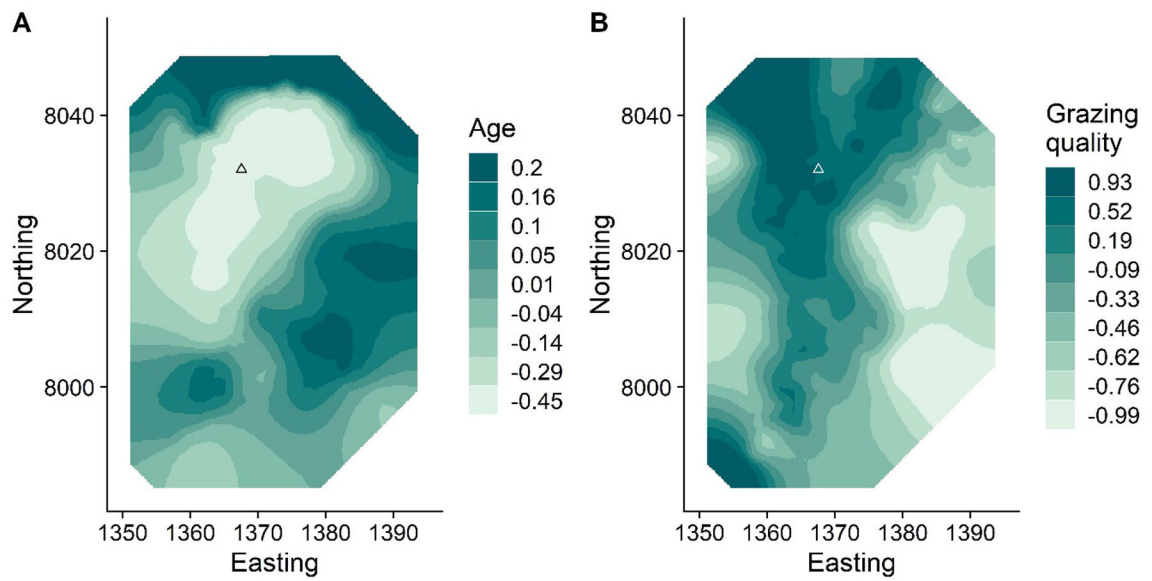 A
Northing
8040
8020
8000
1350 1360 1370 1380 1390
Easting
Age
0.2
0.16
0.1
0.05
0.01
-0.04
-0.14
-0.29
-0.45
B
Northing
8040
8020
8000
1350 1360 1370 1380 1390
Easting
Grazing
quality
0.93
0.52
0.19
-0.09
-0.33
-0.46
-0.62
-0.76
-0.99